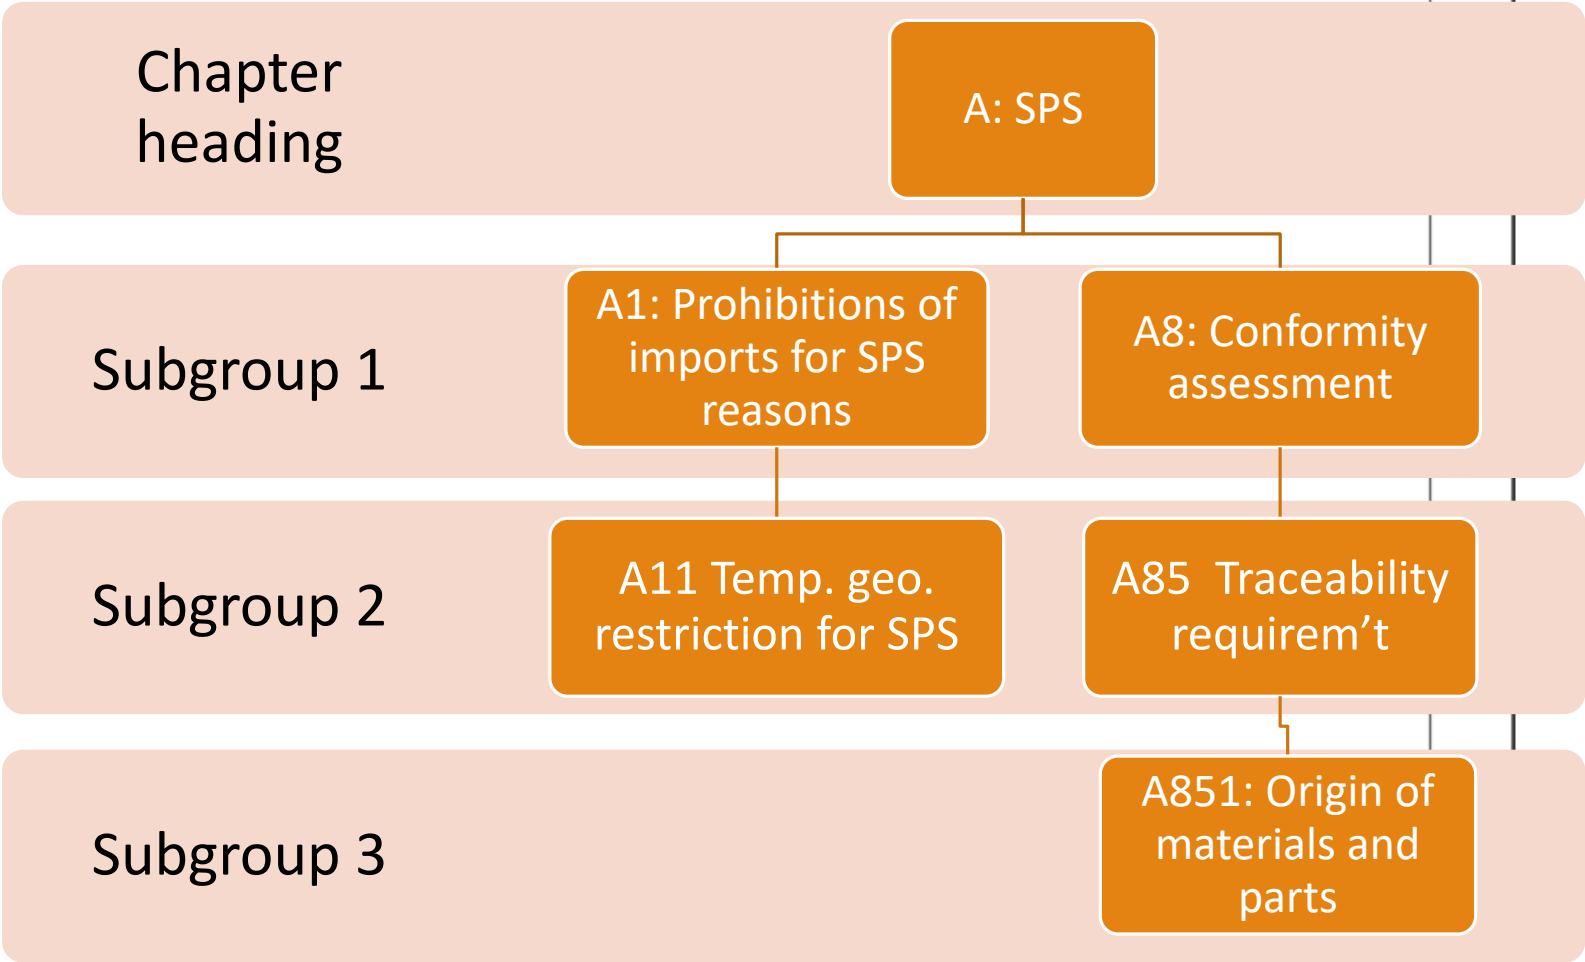 Chapter
heading
A: SPS
Subgroup 1
A1: Prohibitions of
imports for SPS
reasons
A8: Conformity
assessment
Subgroup 2
A11 Temp. geo.
restriction for SPS
A85  Traceability
requirem’t
Subgroup 3
A851: Origin of
materials and
parts